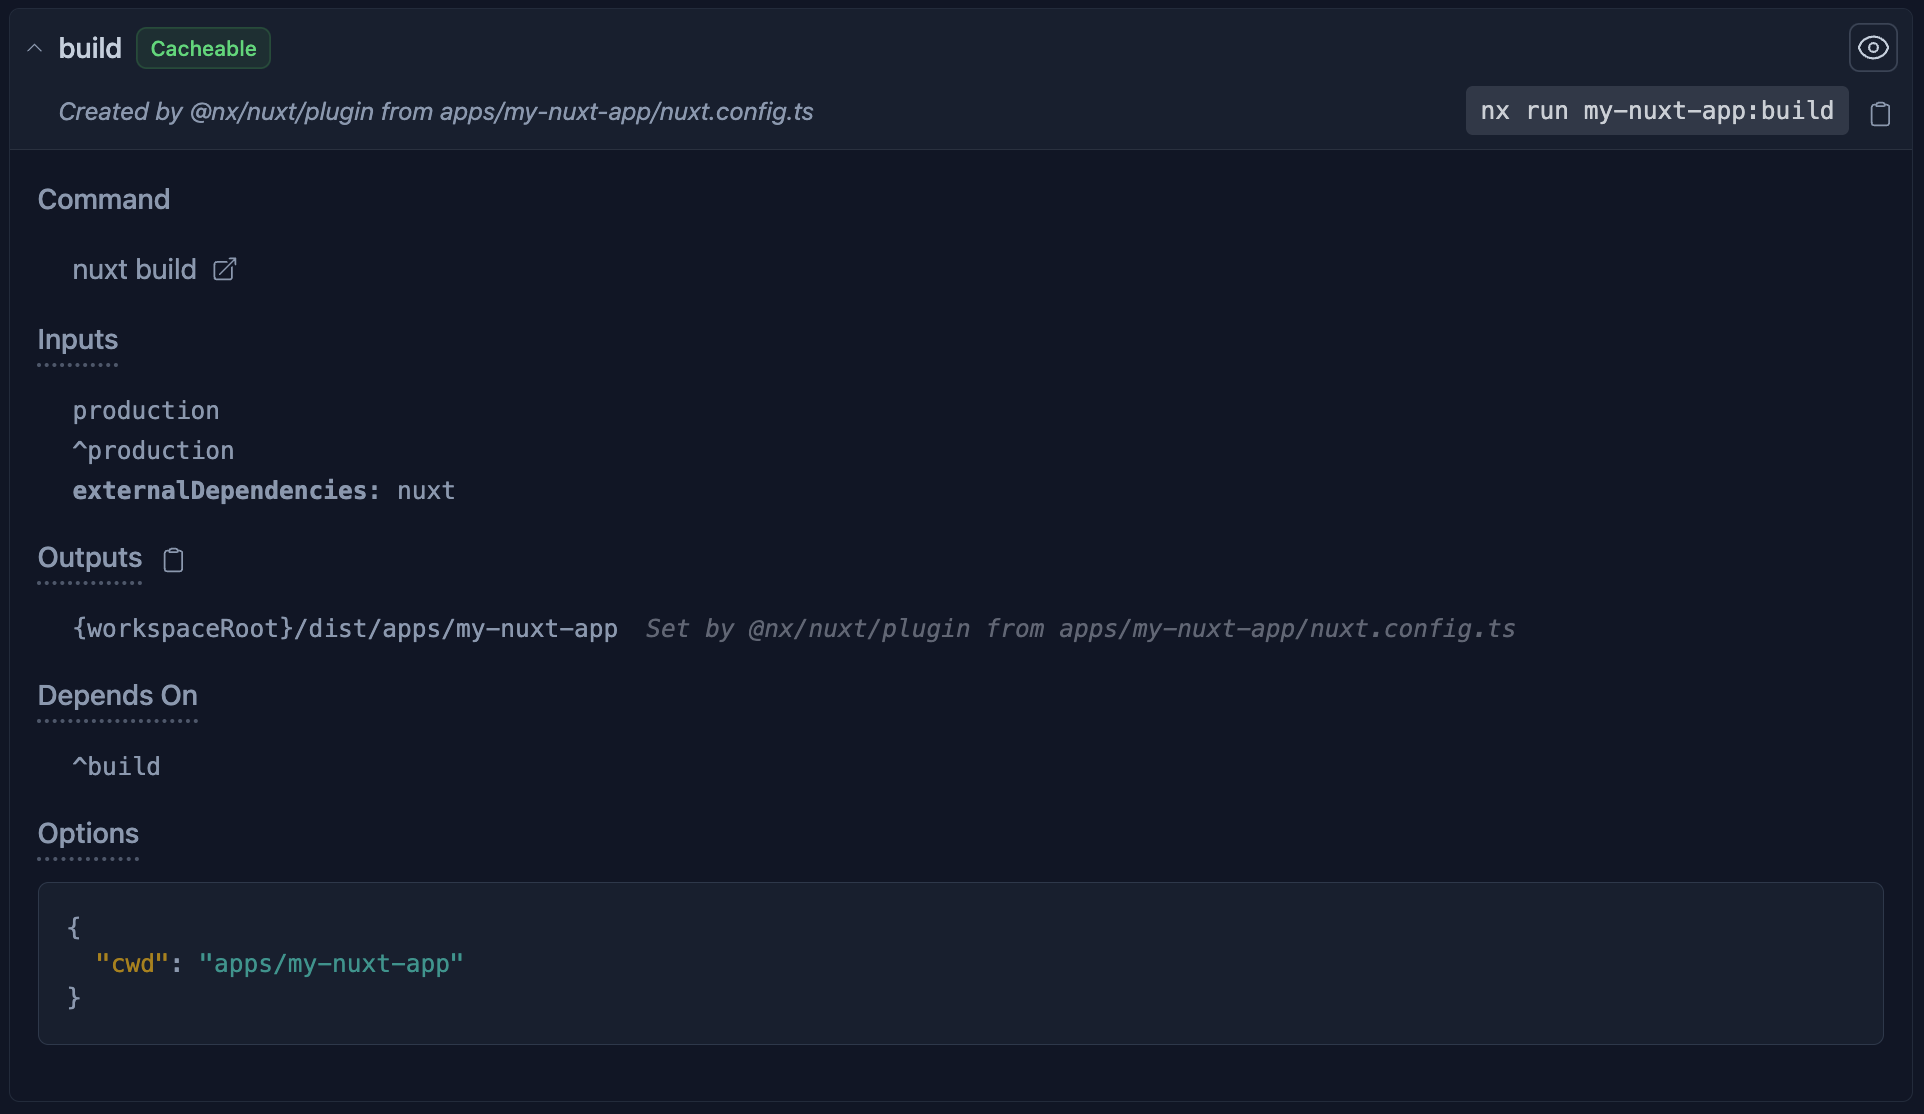 build Cacheable
Created by @nx/nuxt/plugin from apps/my-nuxt-app/nuxt.config.ts
nx run my-nuxt-app:build
Command
nuxt build
Inputs
production
^production
externalDependencies: nuxt
Outputs
{workspaceRoot}/dist/apps/my-nuxt-app Set by @nx/nuxt/plugin from apps/my-nuxt-app/nuxt.config.ts
Depends On
^build
Options
{
"cwd": "apps/my-nuxt-app"
}